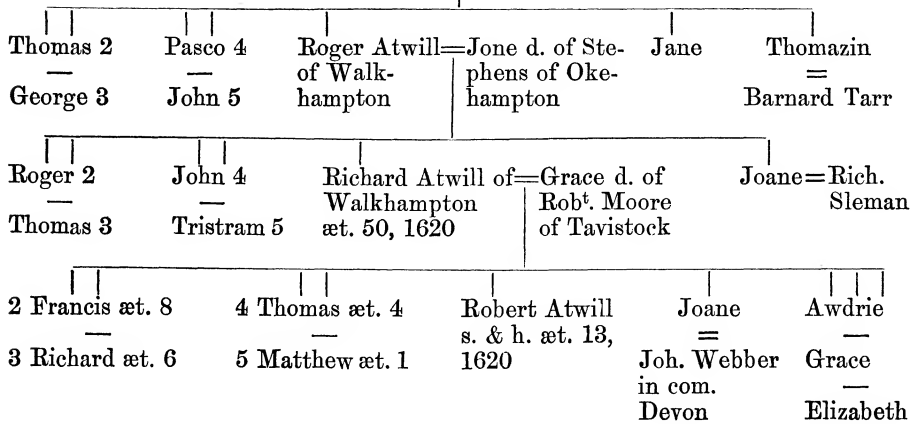 Thomas 2 Pasco 4 Roger Atwill=Jone d. of Ste- Jane Thomazin
— — of Walk- phens of Oke- =
George 3 John 5 hampton hampton Barnard Tarr
Roger 2 John 4 Richard Atwill of=Grace d. of Joane=Rich.
— — Walkhampton Robt. Moore Sleman
Thomas 3 Tristram 5 æt. 50, 1620 of Tavistock
2 Francis æt. 8 4 Thomas æt. 4 Robert Atwill Joane Awdrie
— — s. & h. æt. 13, = —
3 Richard æt. 6 5 Matthew æt. 1 1620 Joh. Webber Grace
in com. —
Devon Elizabeth